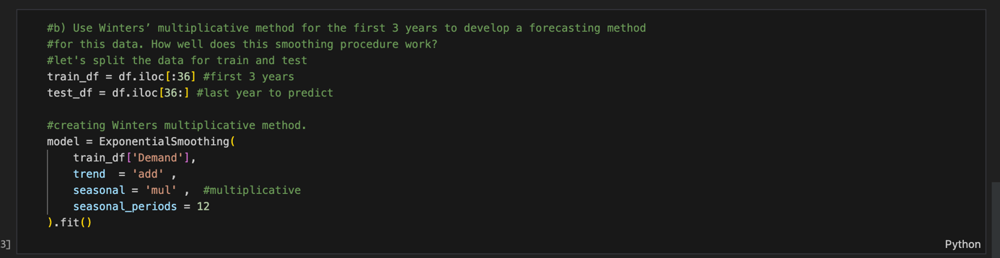 #b) Use Winters’ multiplicative method for the first 3 years to develop a forecasting method
#for this data. How well does this smoothing procedure work?
#let's split the data for train and test
train_df = df.iloc[:36] #first 3 years
test_df = df.iloc[36:] #last year to predict
#creating Winters multiplicative method.
model = ExponentialSmoothing(
    train_df['Demand'],
    trend  = 'add' ,
    seasonal = 'mul' ,  #multiplicative
    seasonal_periods = 12
).fit()
3]
Python